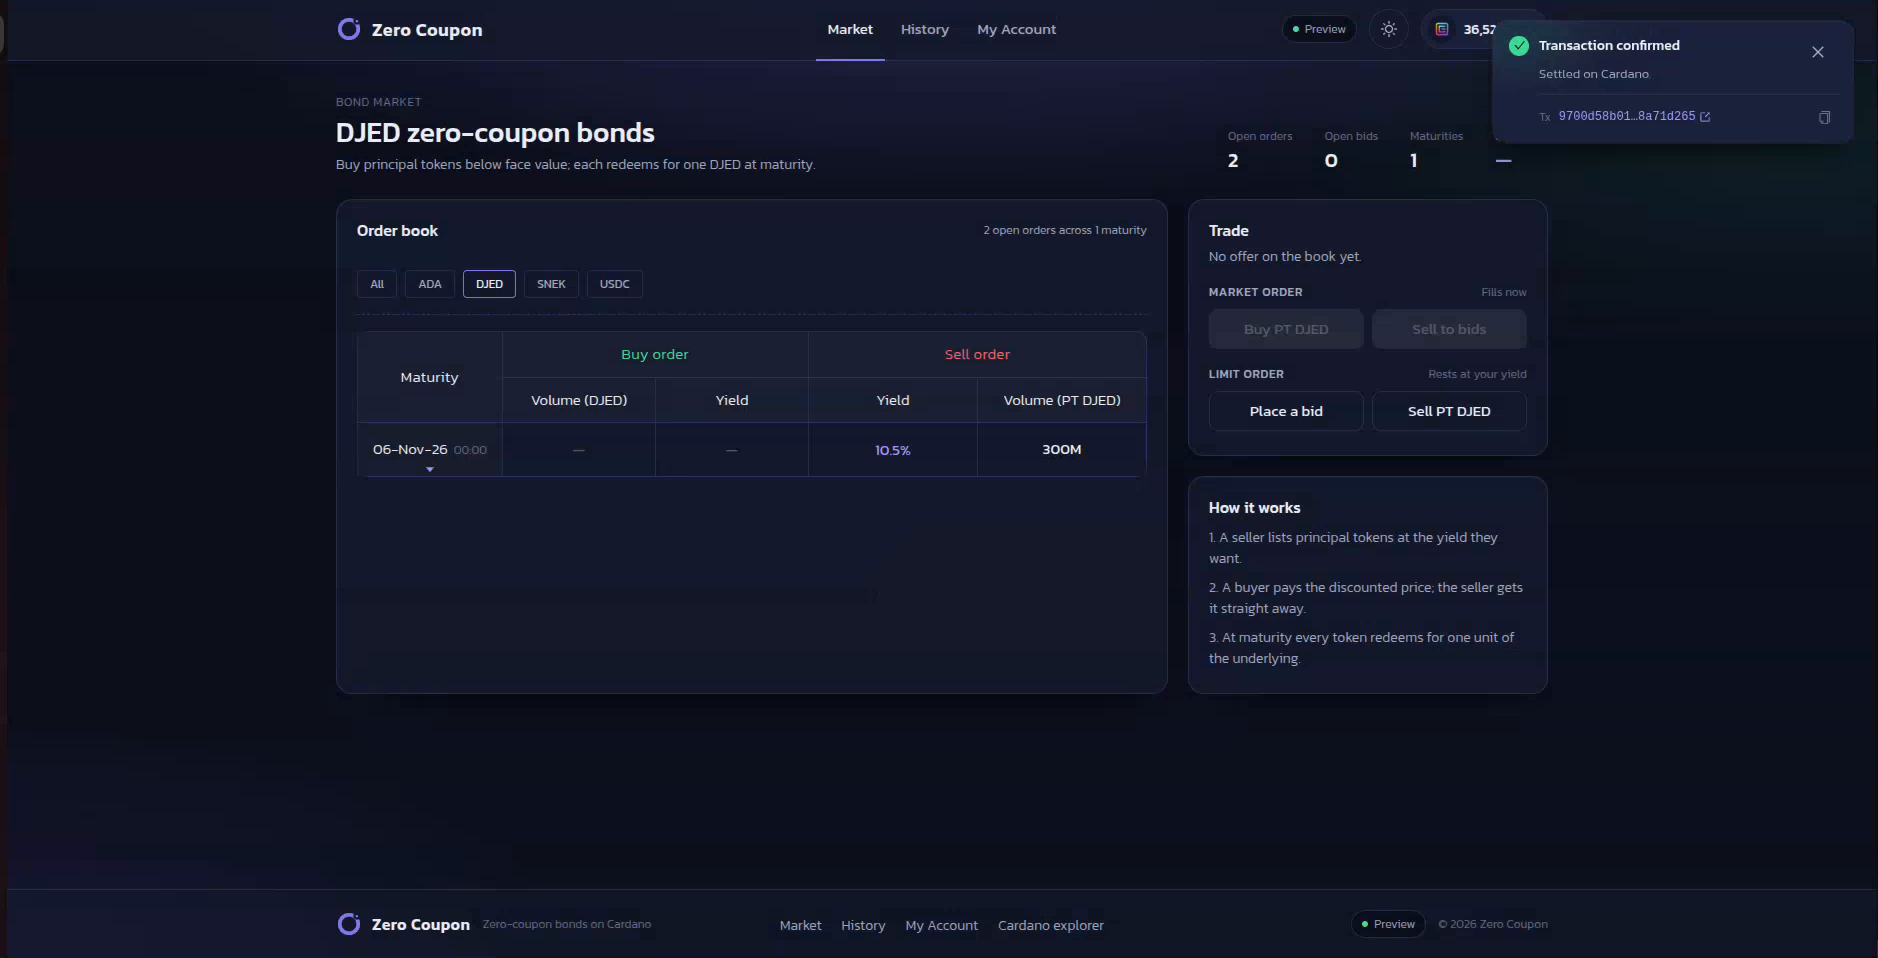 Zero Coupon
Market
History
My Account
Preview
36,52
Transaction confirmed
Settled on Cardano.
Tx 9700d58b01…8a71d265
BOND MARKET
DJED zero-coupon bonds
Buy principal tokens below face value; each redeems for one DJED at maturity.
Open orders
2
Open bids
0
Maturities
1
—
Order book
2 open orders across 1 maturity
All
ADA
DJED
SNEK
USDC
Maturity
Buy order
Sell order
Volume (DJED)
Yield
Yield
Volume (PT DJED)
06-Nov-26 00:00
—
—
10.5%
300M
Trade
No offer on the book yet.
MARKET ORDER
Fills now
Buy PT DJED
Sell to bids
LIMIT ORDER
Rests at your yield
Place a bid
Sell PT DJED
How it works
1. A seller lists principal tokens at the yield they
want.
2. A buyer pays the discounted price; the seller gets
it straight away.
3. At maturity every token redeems for one unit of
the underlying.
Zero Coupon
Zero-coupon bonds on Cardano
Market
History
My Account
Cardano explorer
Preview
© 2026 Zero Coupon